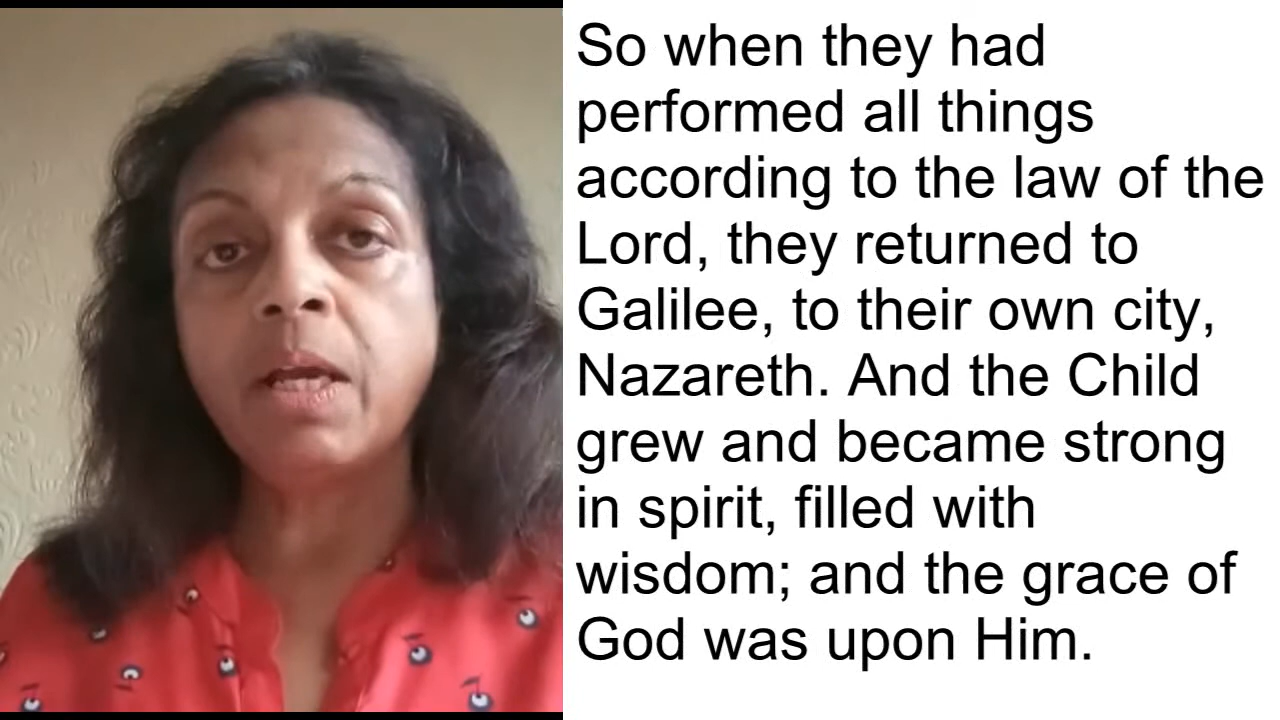 So when they had
performed all things
according to the law of the
Lord, they returned to
Galilee, to their own city,
Nazareth. And the Child
grew and became strong
in spirit, filled with
wisdom; and the grace of
God was upon Him.